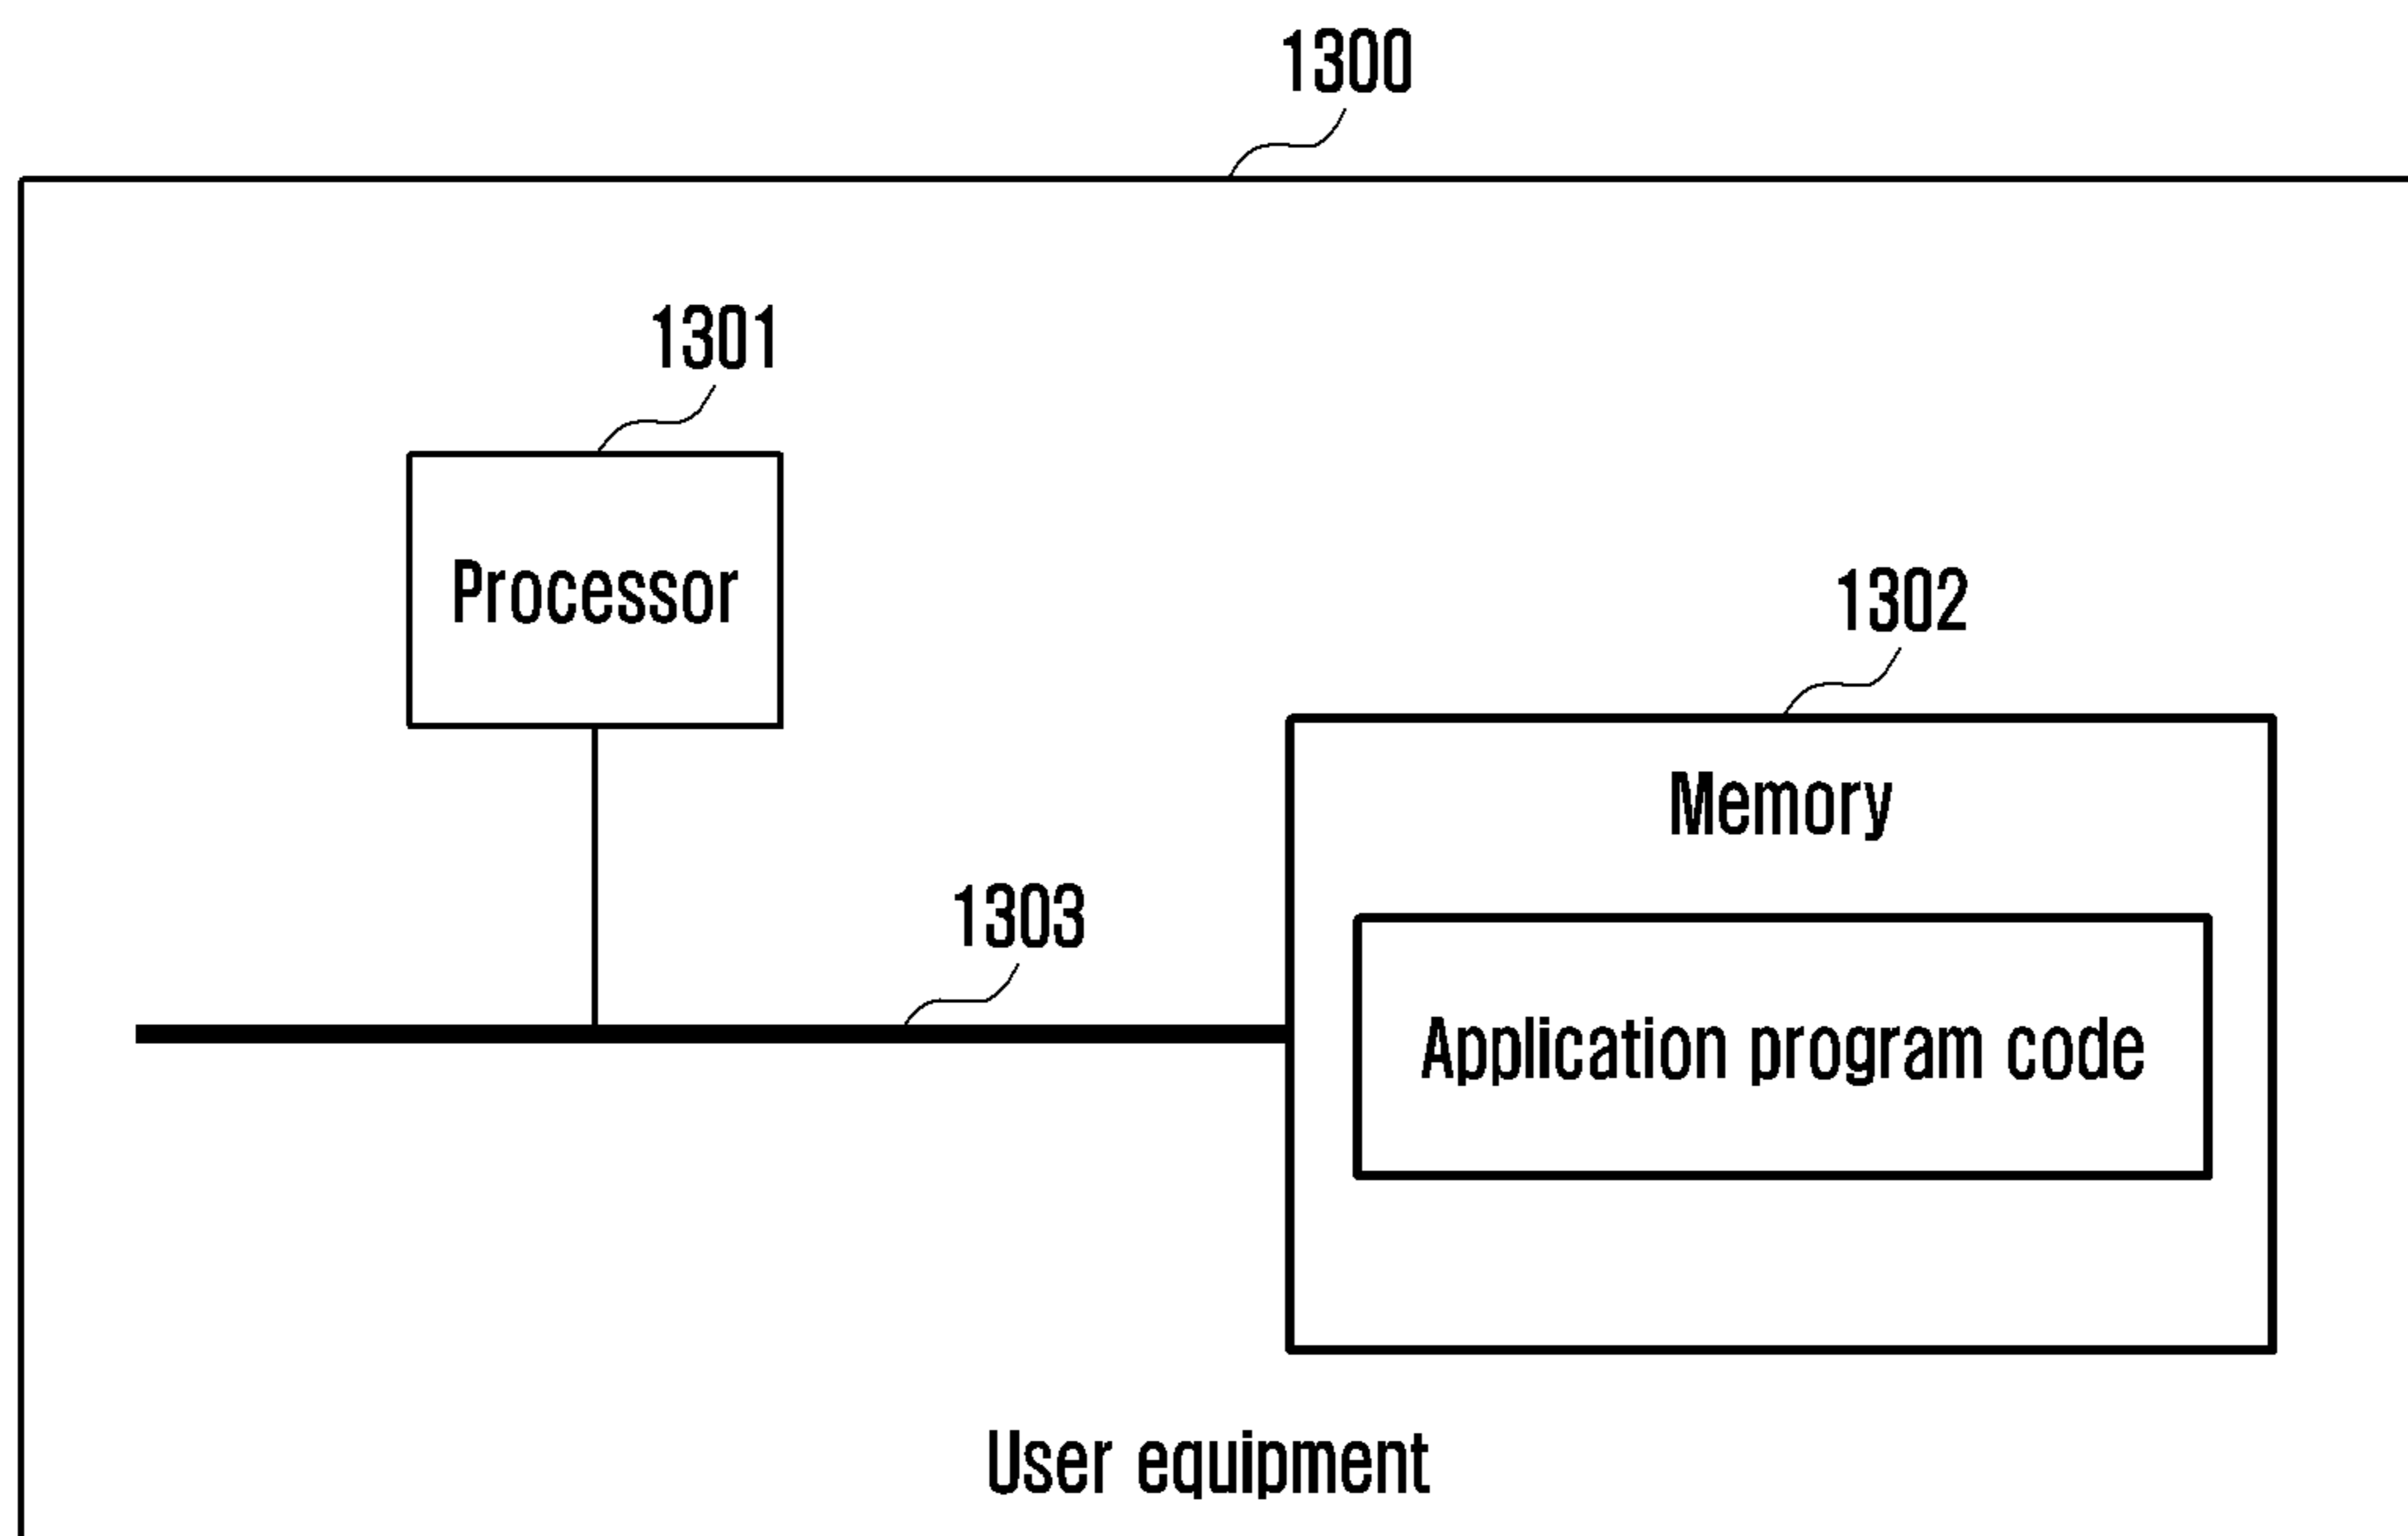 1300
1301
Processor
1302
Memory
1303
Application program code
User equipment